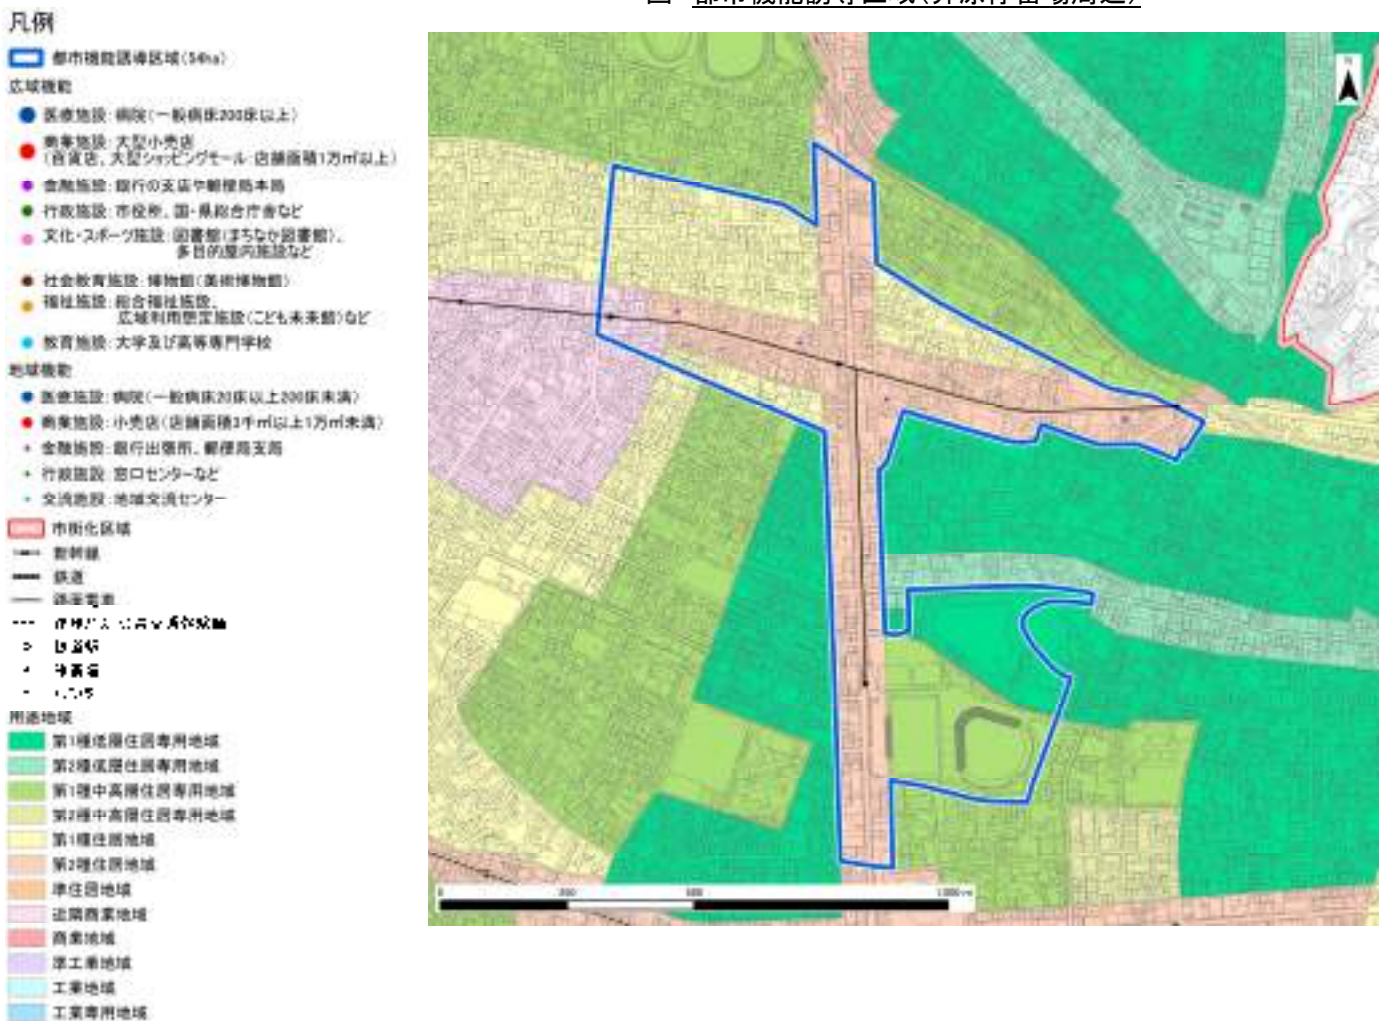 都市機能誘導区域(井原停留場周辺)
凡例
都市機能誘導区域(54ha)
広域機能
医療施設:病院(一般病床200床以上)
商業施設:大型小売店
(百貨店、大型ショッピングモール:店舗面積1万㎡以上)
金融施設:銀行の支店や郵便局本局
行政施設:市役所、国・県総合庁舎など
文化・スポーツ施設:図書館(まちなか図書館)、
多目的屋内施設など
社会教育施設:博物館(美術博物館)
福祉施設:総合福祉施設、
広域利用想定施設(こども未来館)など
教育施設:大学及び高等専門学校
地域機能
医療施設:病院(一般病床20床以上200床未満)
商業施設:小売店(店舗面積3千㎡以上1万㎡未満)
金融施設:銀行出張所、郵便局支局
行政施設:窓口センターなど
交流施設:地域交流センター
市街化区域
新幹線
鉄道
路面電車
用途地域
第1種低層住居専用地域
第2種低層住居専用地域
第1種中高層住居専用地域
第2種中高層住居専用地域
第1種住居地域
第2種住居地域
準住居地域
近隣商業地域
商業地域
準工業地域
工業地域
工業専用地域